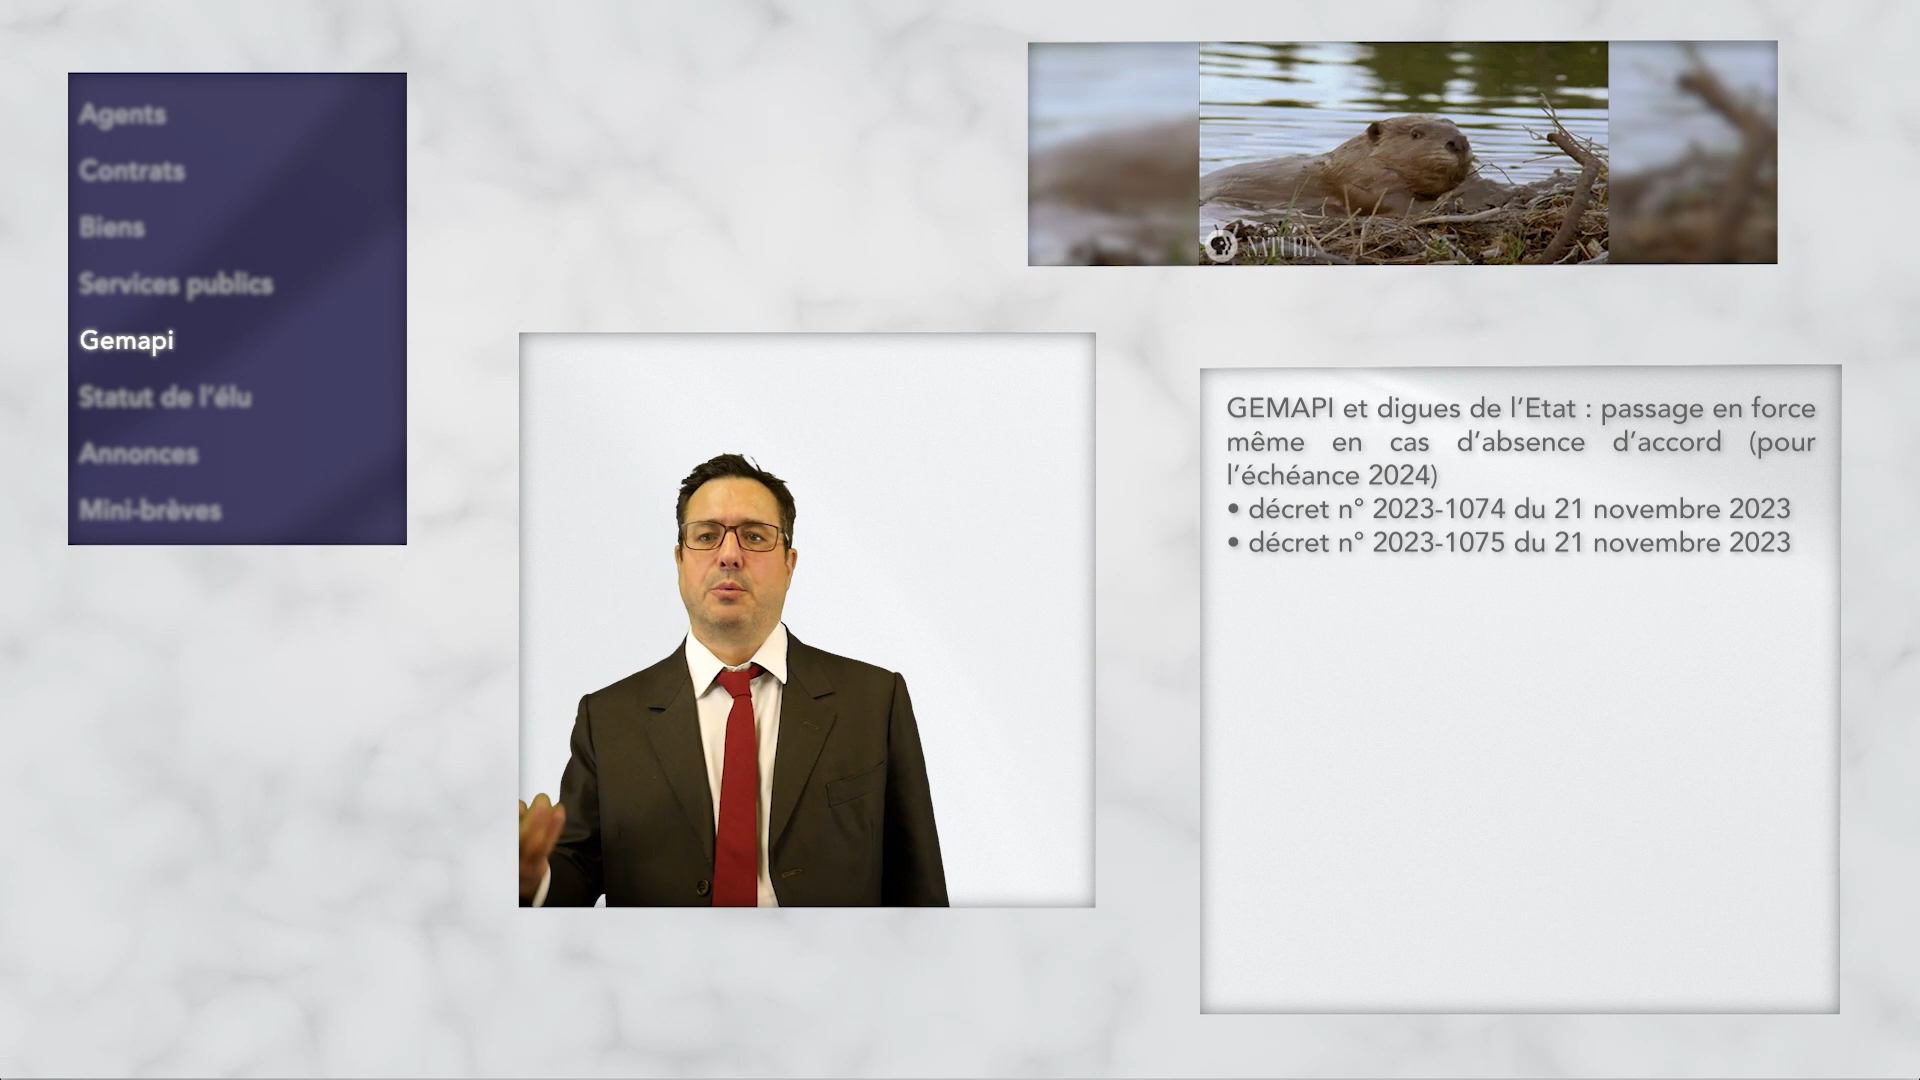 Agents
Contrats
Biens
Services publics
Gemapi
Statut de l’élu
Annonces
Mini-brèves
NATURE
GEMAPI et digues de l’Etat : passage en force
même en cas d’absence d’accord (pour
l’échéance 2024)
• décret n° 2023-1074 du 21 novembre 2023
• décret n° 2023-1075 du 21 novembre 2023